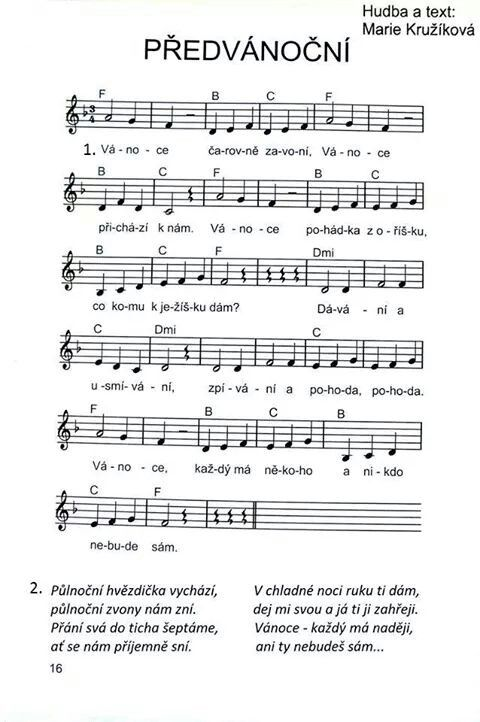 Hudba a text:
Marie Kružíková
PŘEDVÁNOČNÍ
F B C F
3
4
1. Vá - no - ce ča-rov-ně za-vo-ní, Vá - no - ce
B C F B C
při-chá-zí k nám. Vá - no - ce po-hád-ka z o - říš-ku,
B C F Dmi
co ko-mu k je-žíš-ku dám? Dá-vá - ní a
C Dmi C
u-smí-vá - ní, zpí-vá - ní a po-ho-da, po-ho-da.
F B C B
Vá - no - ce, kaž-dý má ně-ko-ho a ni - kdo
C F
ne-bu-de sám.
2. Půlnoční hvězdička vychází,
půlnoční zvony nám zní.
Přání svá do ticha šeptáme,
ať se nám příjemně sní.
V chladné noci ruku ti dám,
dej mi svou a já ti ji zahřeji.
Vánoce - každý má naději,
ani ty nebudeš sám...
16